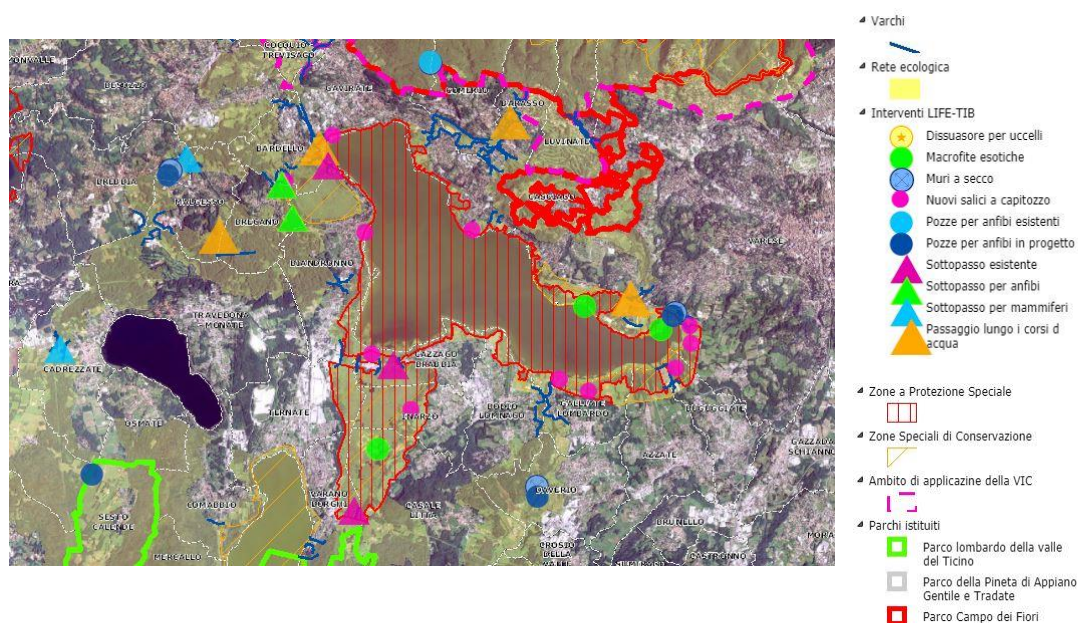 COCQUIO
TREVISAGO
GAVIRATE
COMERIO
BARASSO
LUVINATE
BARDELLO
CASCIAGO
BREBBIA
MALGESSO
BREGANO
VARESE
BIANDRONNO
TRAVEDONA
-MONATE
CAZZAGO
BRABBIA
CADREZZATE
TERNATE
INARZO
BODIO
LOMNAGO
GALLIATE
LOMBARDO
BUGUGGIATE
OSMATE
AZZATE
GAZZADA
SCHIANNO
VARANO
BORGHI
CASALE
LITTA
DAVERIO
COMABBIO
SESTO
CALENDE
BRUNELLO
MERCALLO
CROSIO
DELLA
VALLE
CASTRONNO
Varchi
Rete ecologica
Interventi LIFE-TIB
Dissuasore per uccelli
Macrofite esotiche
Muri a secco
Nuovi salici a capitozzo
Pozze per anfibi esistenti
Pozze per anfibi in progetto
Sottopasso esistente
Sottopasso per anfibi
Sottopasso per mammiferi
Passaggio lungo i corsi d
acqua
Zone a Protezione Speciale
Zone Speciali di Conservazione
Ambito di applicazine della VIC
Parchi istituiti
Parco lombardo della valle
del Ticino
Parco della Pineta di Appiano
Gentile e Tradate
Parco Campo dei Fiori